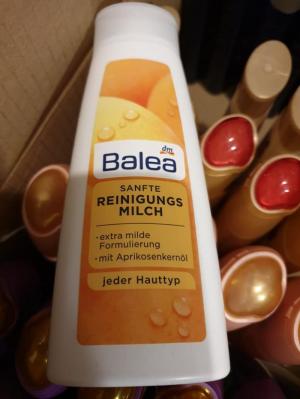 dm
Balea
SANFTE
REINIGUNGS
MILCH
• extra milde
Formulierung
• mit Aprikosenkernöl
jeder Hauttyp